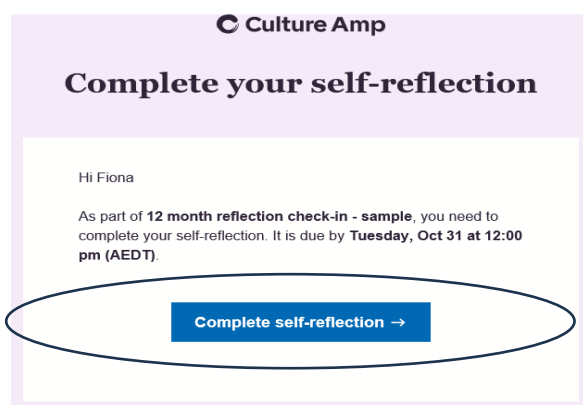 Culture Amp
Complete your self-reflection
Hi Fiona
As part of 12 month reflection check-in - sample, you need to
complete your self-reflection. It is due by Tuesday, Oct 31 at 12:00
pm (AEDT).
Complete self-reflection →